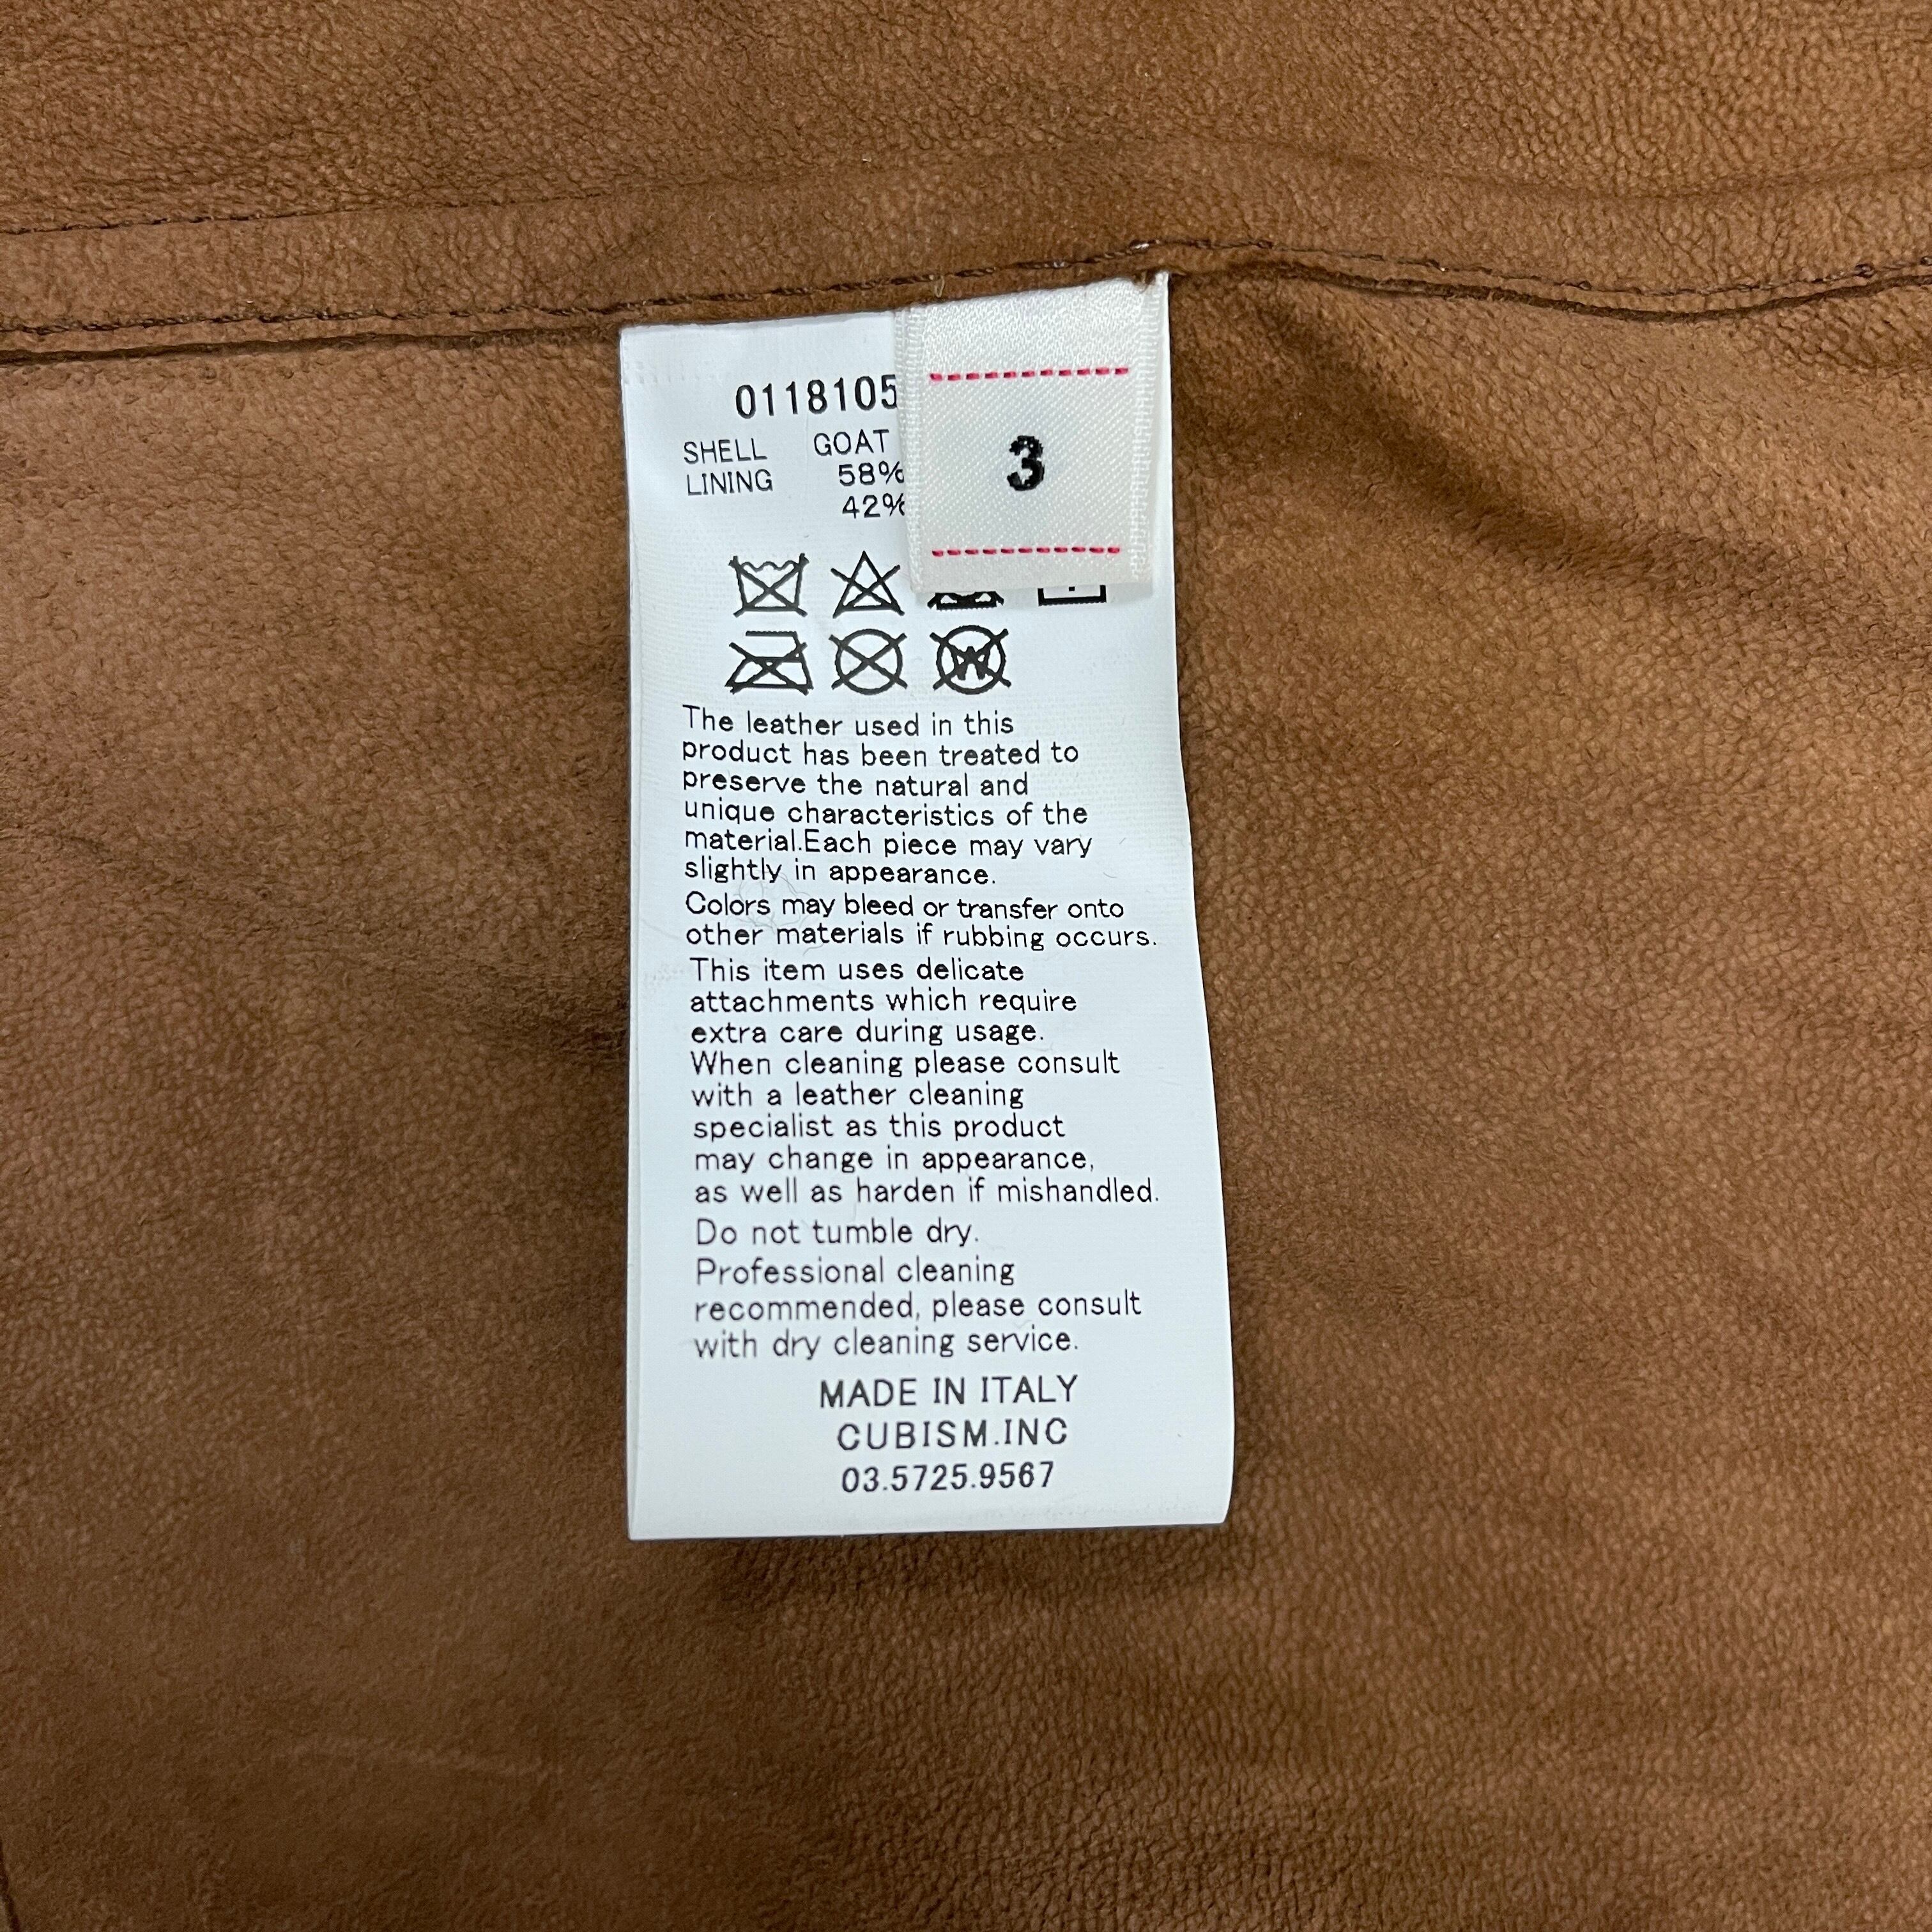 0118105
3
SHELL GOAT
LINING 58%
42%
The leather used in this
product has been treated to
preserve the natural and
unique characteristics of the
material.Each piece may vary
slightly in appearance.
Colors may bleed or transfer onto
other materials if rubbing occurs.
This item uses delicate
attachments which require
extra care during usage.
When cleaning please consult
with a leather cleaning
specialist as this product
may change in appearance,
as well as harden if mishandled.
Do not tumble dry.
Professional cleaning
recommended, please consult
with dry cleaning service.
MADE IN ITALY
CUBISM.INC
03.5725.9567